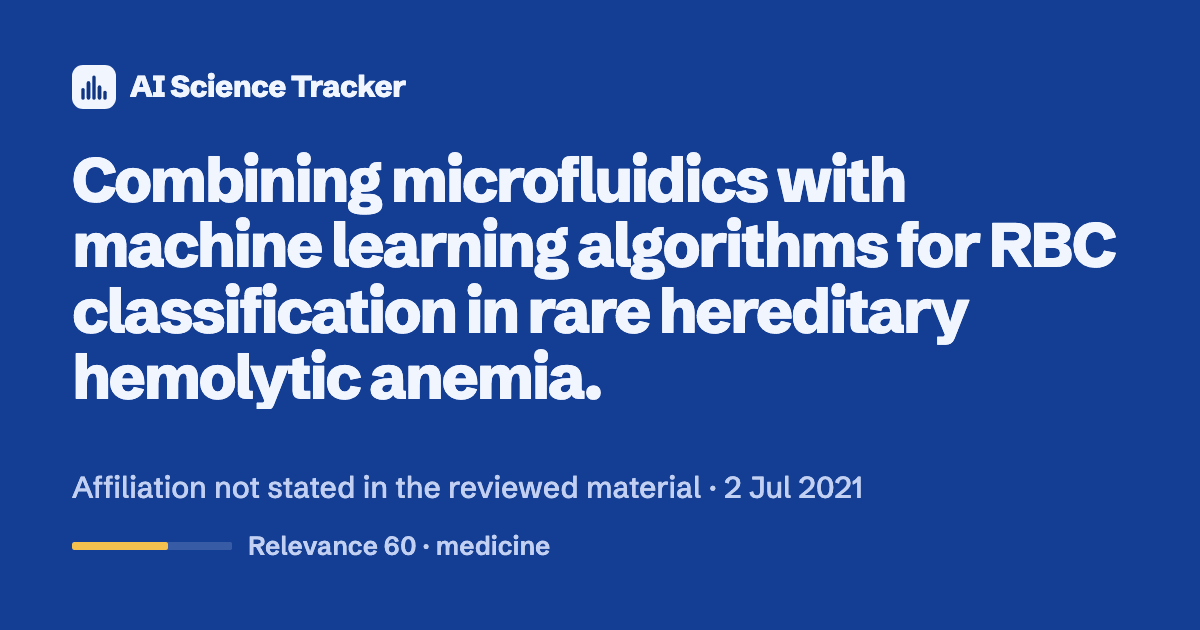 AI Science Tracker
Combining microfluidics with
machine learning algorithms for RBC
classification in rare hereditary
hemolytic anemia.
Affiliation not stated in the reviewed material · 2 Jul 2021
Relevance 60 · medicine